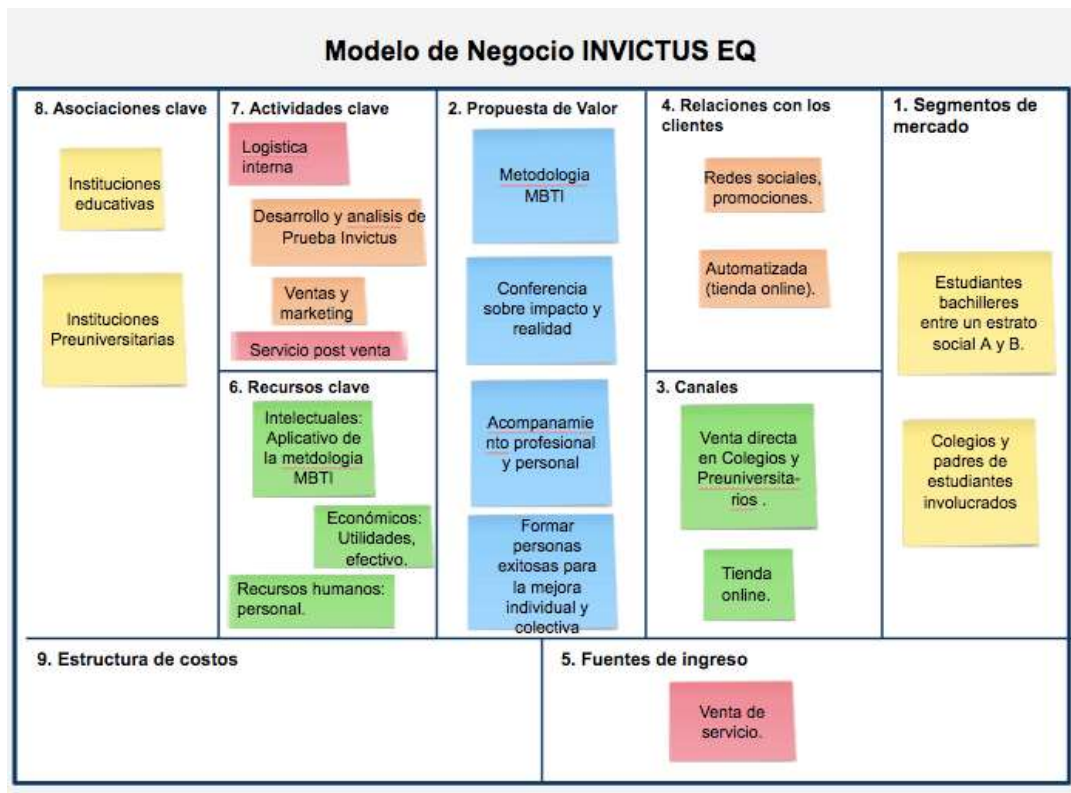 Modelo de Negocio INVICTUS EQ
8. Asociaciones clave
Instituciones
educativas
Instituciones
Preuniversitarias
7. Actividades clave
Logistica
interna
Desarrollo y analisis de
Prueba Invictus
Ventas y
marketing
Servicio post venta
6. Recursos clave
Intelectuales:
Aplicativo de
la metdologia
MBTI
Económicos:
Utilidades,
efectivo.
Recursos humanos:
personal.
2. Propuesta de Valor
Metodologia
MBTI
Conferencia
sobre impacto y
realidad
Acompanamie
nto profesional
y personal
Formar
personas
exitosas para
la mejora
individual y
colectiva
4. Relaciones con los
clientes
Redes sociales,
promociones.
Automatizada
(tienda online).
3. Canales
Venta directa
en Colegios y
Preuniversita-
rios .
Tienda
online.
1. Segmentos de
mercado
Estudiantes
bachilleres
entre un estrato
social A y B.
Colegios y
padres de
estudiantes
involucrados
9. Estructura de costos
5. Fuentes de ingreso
Venta de
servicio.